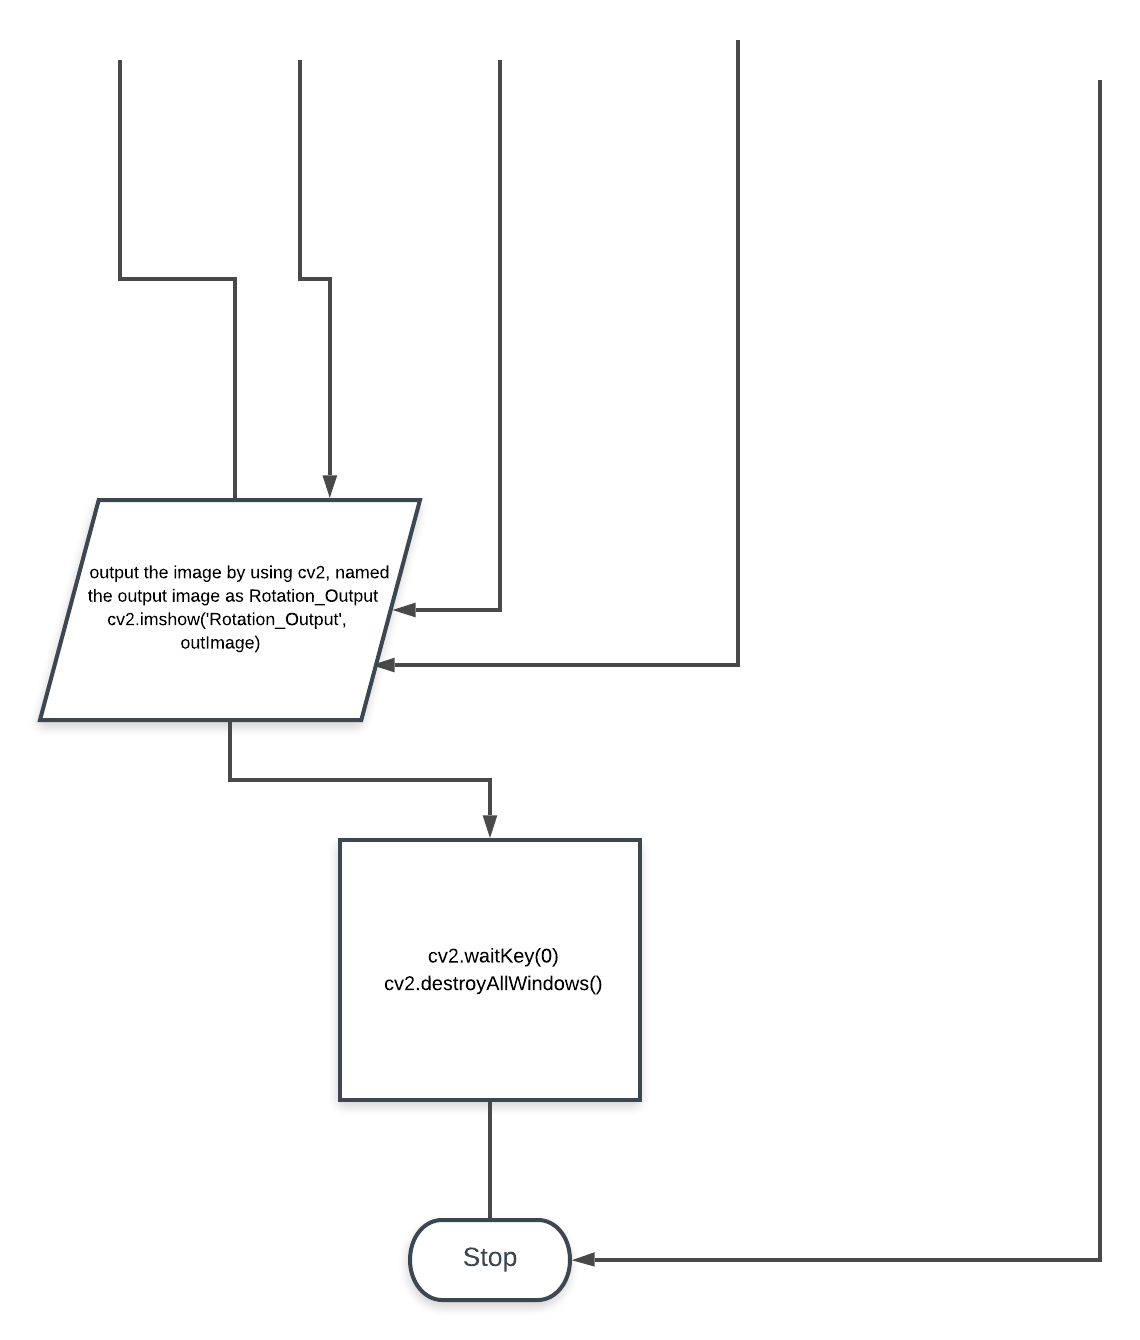 output the image by using cv2, named
the output image as Rotation_Output
cv2.imshow('Rotation_Output',
outImage)
cv2.waitKey(0)
cv2.destroyAllWindows()
Stop